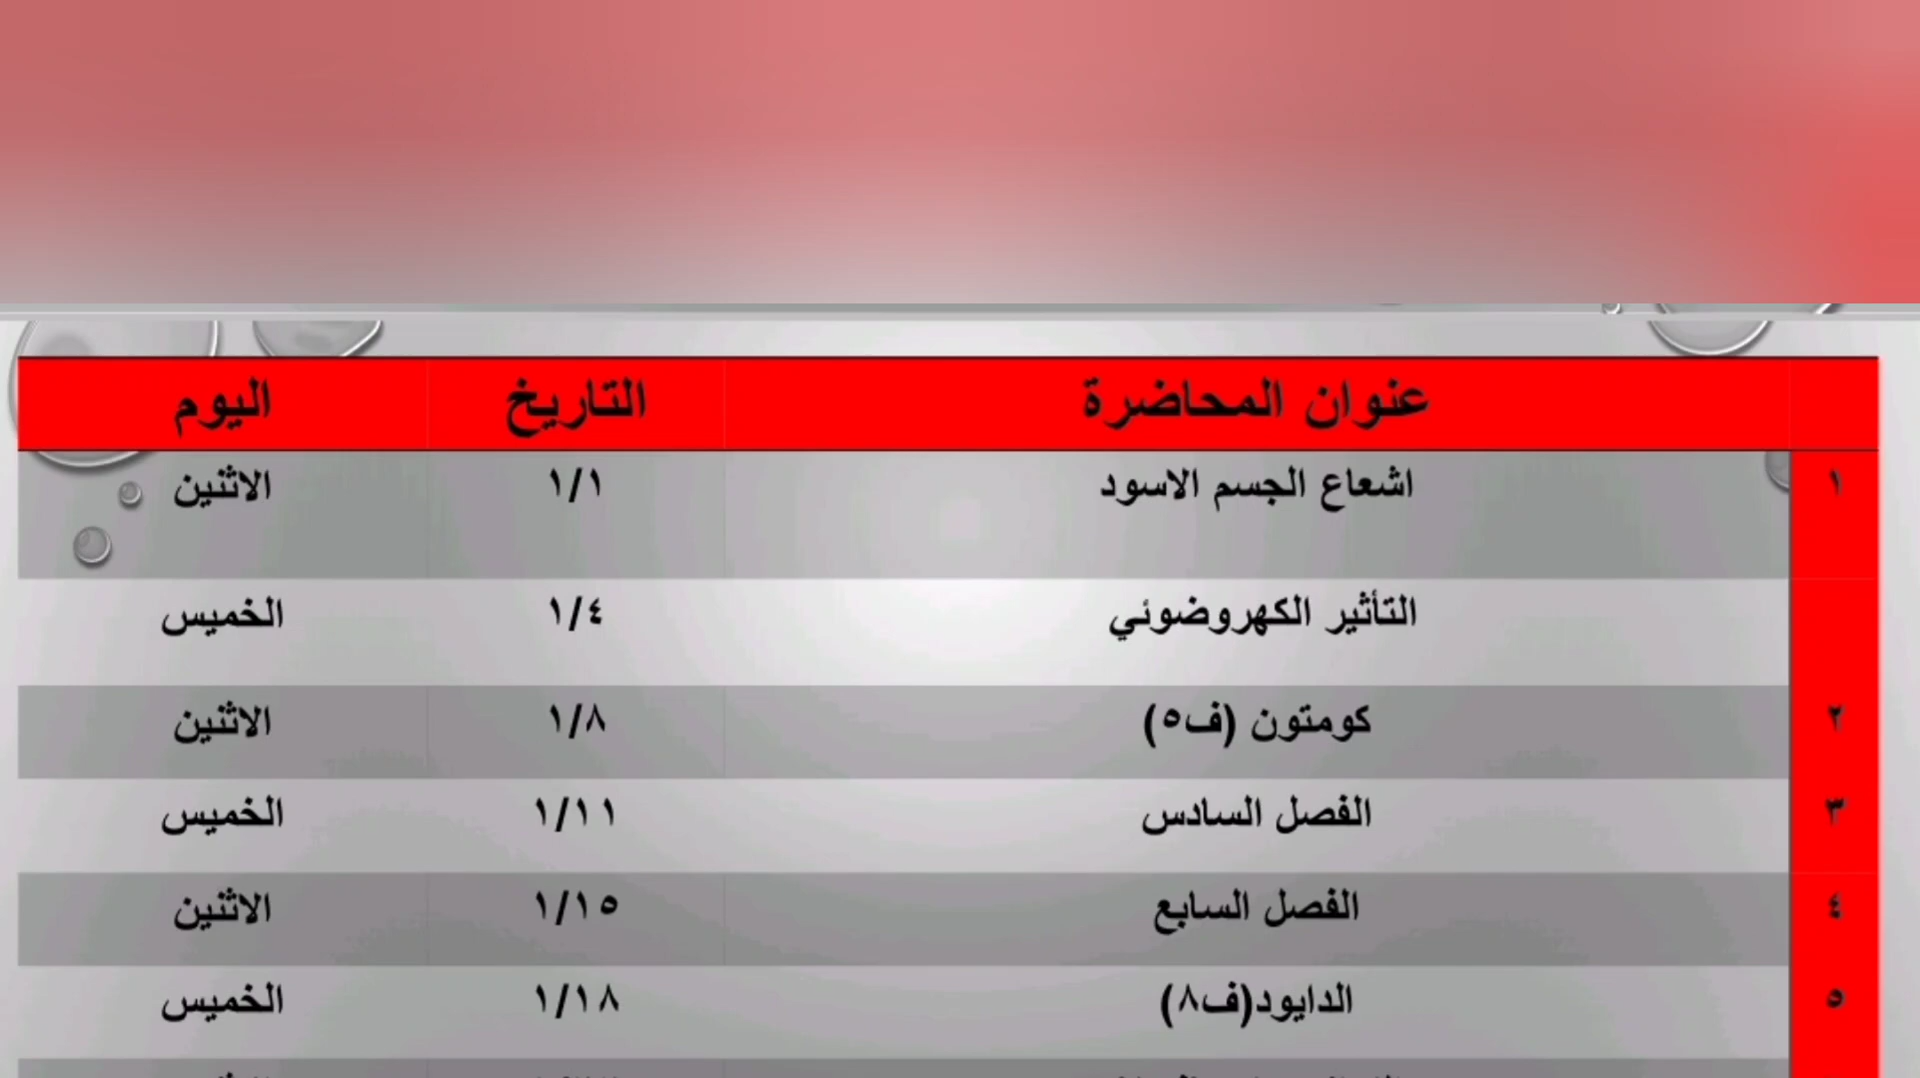 عنوان المحاضرة التاريخ اليوم
١ اشعاع الجسم الاسود ١/١ الاثنين
التأثير الكهروضوئي ١/٤ الخميس
٢ كومتون (ف٥) ١/٨ الاثنين
٣ الفصل السادس ١/١١ الخميس
٤ الفصل السابع ١/١٥ الاثنين
٥ الدايود(ف٨) ١/١٨ الخميس